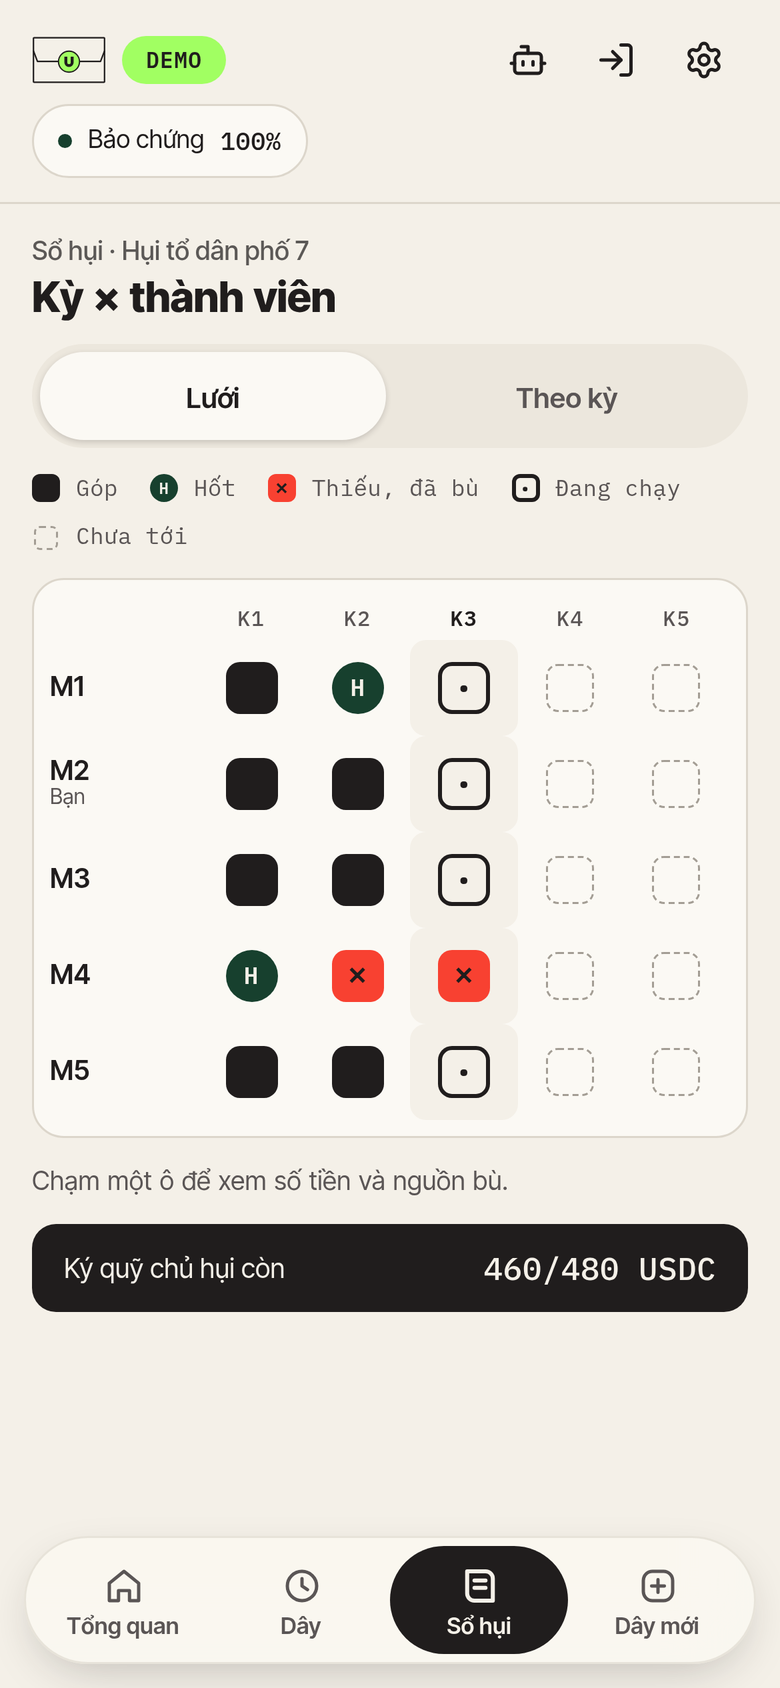 U DEMO
Bảo chứng 100%
Sổ hụi · Hụi tổ dân phố 7
Kỳ × thành viên
Lưới Theo kỳ
Góp H Hốt × Thiếu, đã bù Đang chạy
Chưa tới
K1 K2 K3 K4 K5
M1 H
M2
Bạn
M3
M4 H × ×
M5
Chạm một ô để xem số tiền và nguồn bù.
Ký quỹ chủ hụi còn 460/480 USDC
Tổng quan Dây Sổ hụi Dây mới